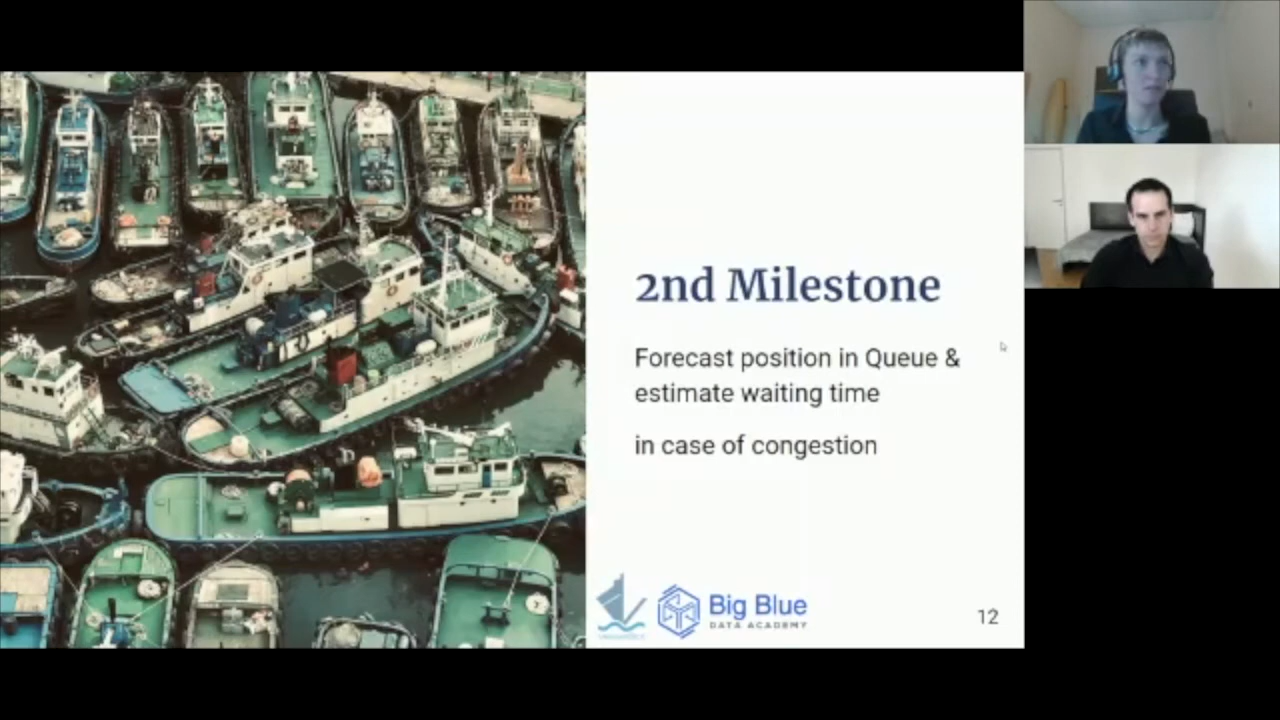 2nd Milestone
Forecast position in Queue &
estimate waiting time
in case of congestion
Big Blue
DATA ACADEMY
12